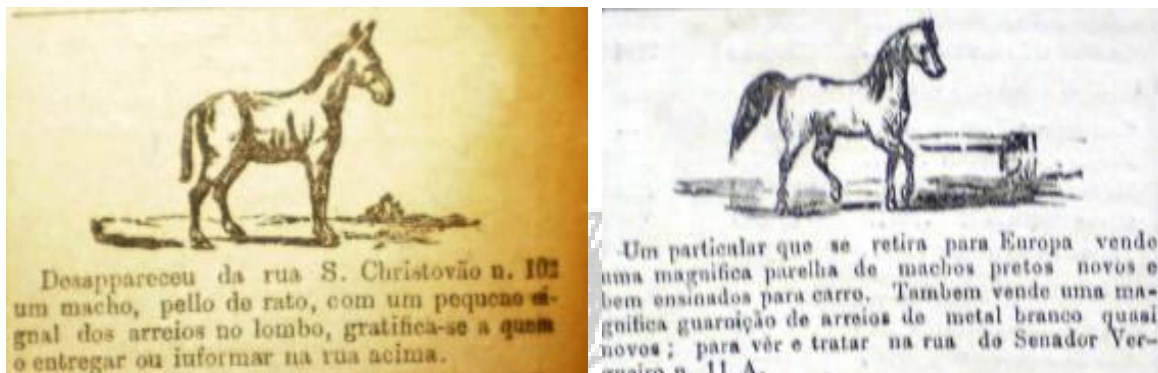 Desappareceu da rua S. Christovão n. 102
um macho, pello de rato, com um pequeno si-
gnal dos arreios no lombo, gratifica-se a quem
o entregar ou informar na rua acima.
Um particular que se retira para Europa vende
uma magnifica parelha de machos pretos novos e
bem ensinados para carro. Tambem vende uma ma-
gnifica guarnição de arreios de metal branco quasi
novos ; para vêr e tratar na rua do Senador Ver-
gueiro n. 11 A.